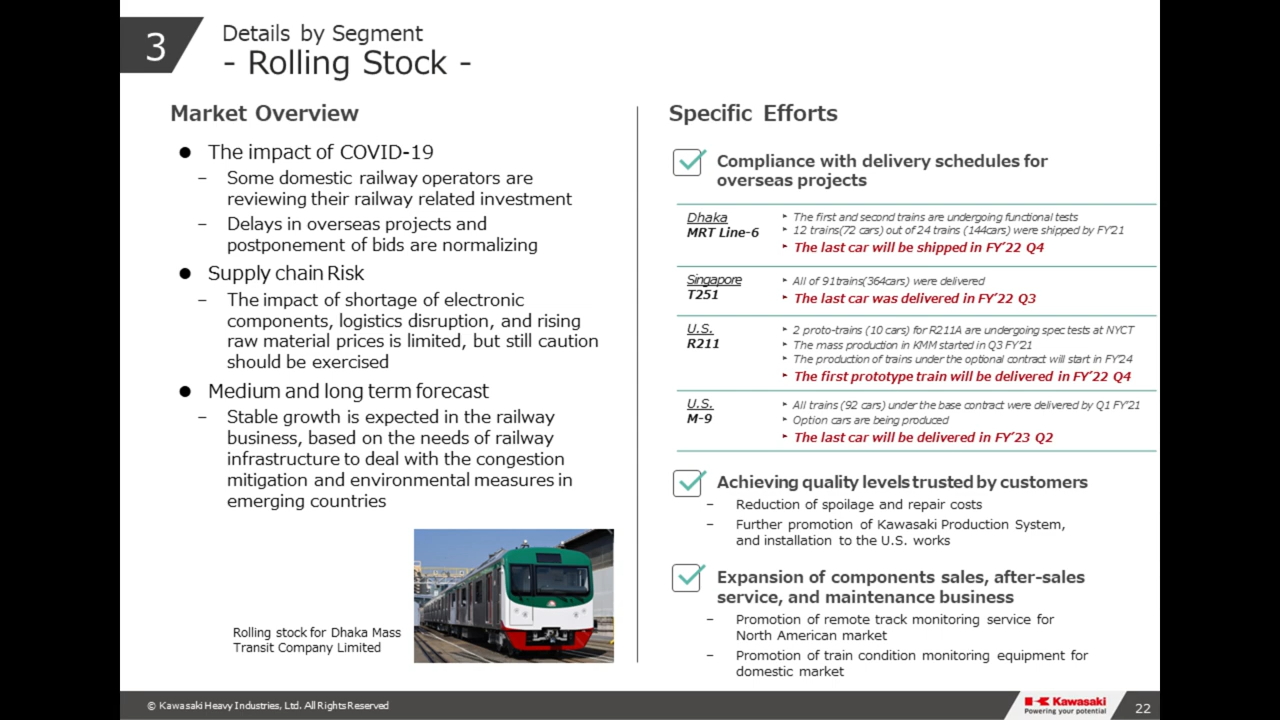 3
Details by Segment
- Rolling Stock -
Market Overview
● The impact of COVID-19
– Some domestic railway operators are
reviewing their railway related investment
– Delays in overseas projects and
postponement of bids are normalizing
● Supply chain Risk
– The impact of shortage of electronic
components, logistics disruption, and rising
raw material prices is limited, but still caution
should be exercised
● Medium and long term forecast
– Stable growth is expected in the railway
business, based on the needs of railway
infrastructure to deal with the congestion
mitigation and environmental measures in
emerging countries
Rolling stock for Dhaka Mass
Transit Company Limited
Specific Efforts
Compliance with delivery schedules for
overseas projects
Dhaka
MRT Line-6
‣ The first and second trains are undergoing functional tests
‣ 12 trains(72 cars) out of 24 trains (144cars) were shipped by FY'21
‣ The last car will be shipped in FY'22 Q4
Singapore
T251
‣ All of 91trains(364cars) were delivered
‣ The last car was delivered in FY'22 Q3
U.S.
R211
‣ 2 proto-trains (10 cars) for R211A are undergoing spec tests at NYCT
‣ The mass production in KMM started in Q3 FY'21
‣ The production of trains under the optional contract will start in FY'24
‣ The first prototype train will be delivered in FY'22 Q4
U.S.
M-9
‣ All trains (92 cars) under the base contract were delivered by Q1 FY'21
‣ Option cars are being produced
‣ The last car will be delivered in FY'23 Q2
Achieving quality levels trusted by customers
– Reduction of spoilage and repair costs
– Further promotion of Kawasaki Production System,
and installation to the U.S. works
Expansion of components sales, after-sales
service, and maintenance business
– Promotion of remote track monitoring service for
North American market
– Promotion of train condition monitoring equipment for
domestic market
© Kawasaki Heavy Industries, Ltd. All Rights Reserved
Kawasaki
Powering your potential
22